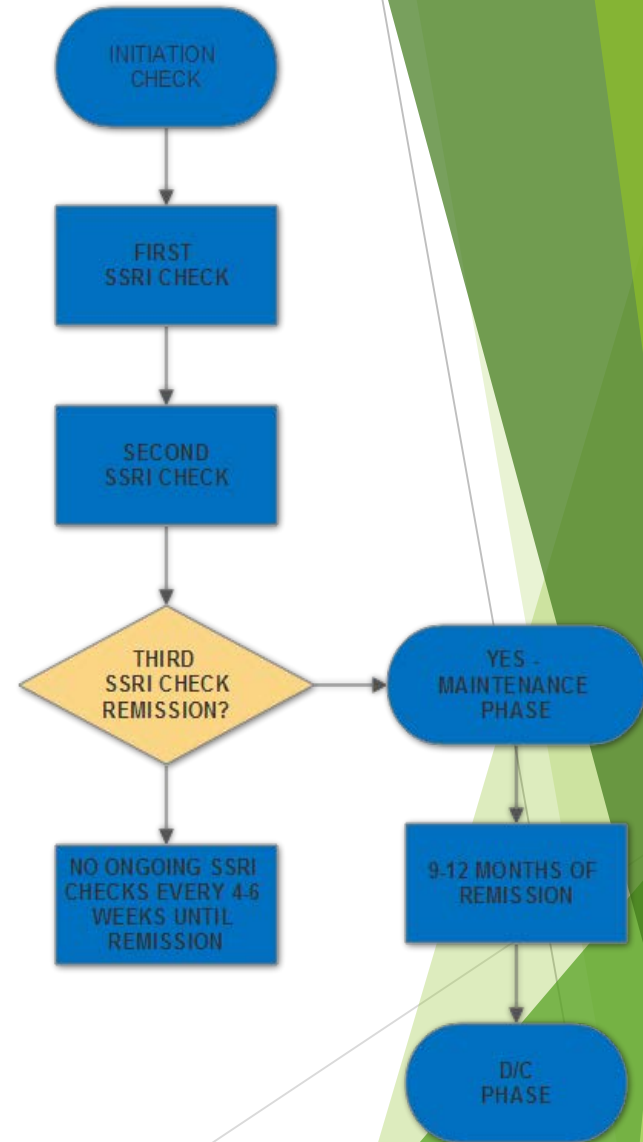 INITIATION
CHECK
FIRST
SSRI CHECK
SECOND
SSRI CHECK
THIRD
SSRI CHECK
REMISSION?
YES -
MAINTENANCE
PHASE
NO ONGOING SSRI
CHECKS EVERY 4-6
WEEKS UNTIL
REMISSION
9-12 MONTHS OF
REMISSION
D/C
PHASE